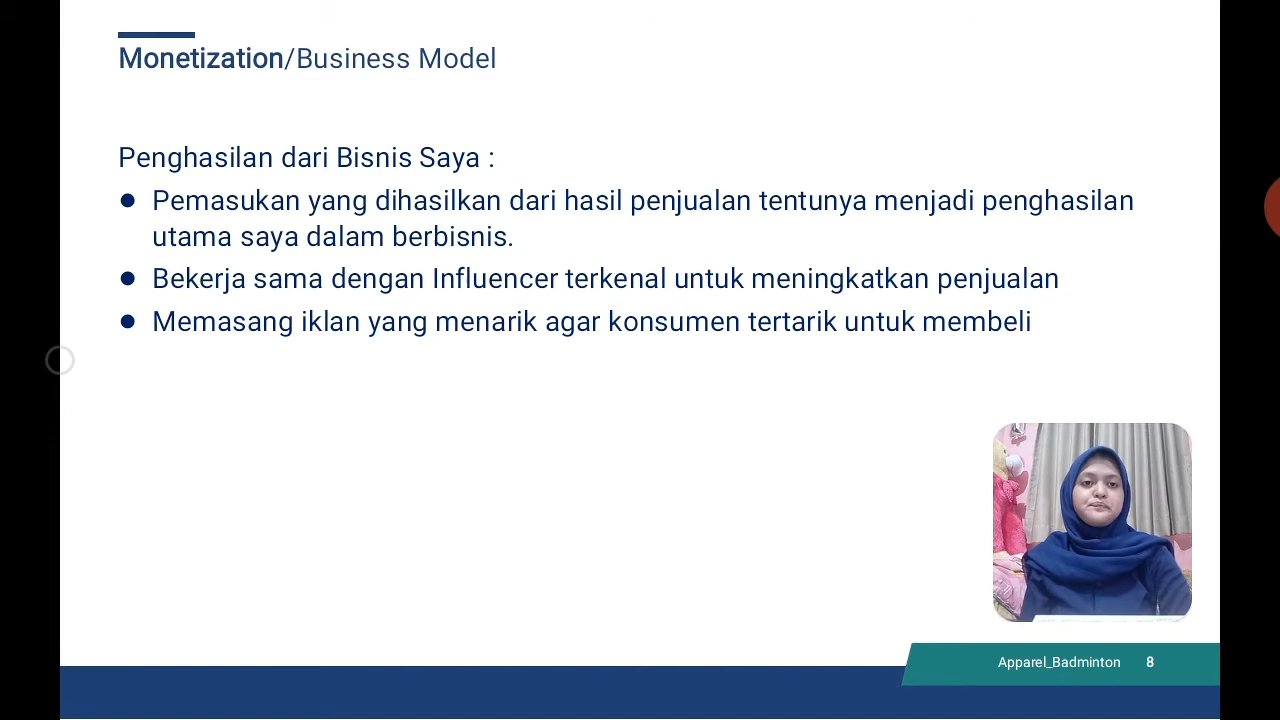 Monetization/Business Model
Penghasilan dari Bisnis Saya :
● Pemasukan yang dihasilkan dari hasil penjualan tentunya menjadi penghasilan
utama saya dalam berbisnis.
● Bekerja sama dengan Influencer terkenal untuk meningkatkan penjualan
● Memasang iklan yang menarik agar konsumen tertarik untuk membeli
Apparel_Badminton 8